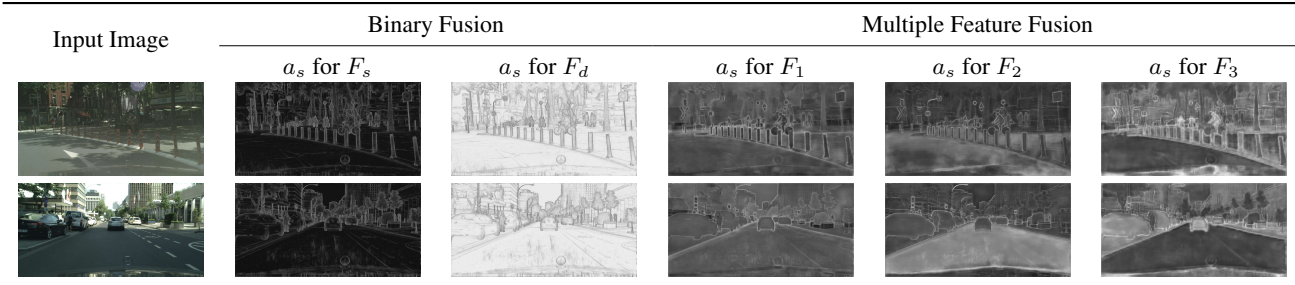 Input Image
Binary Fusion
Multiple Feature Fusion
a_s for F_s
a_s for F_d
a_s for F_1
a_s for F_2
a_s for F_3